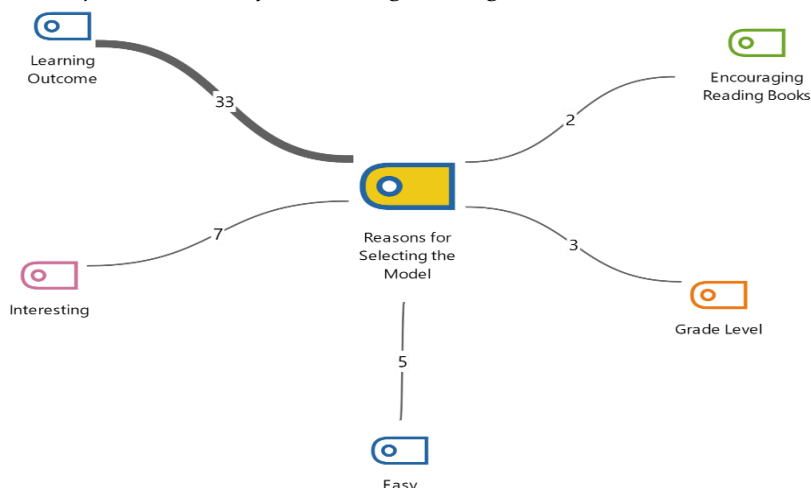 Learning
Outcome
33
Encouraging
Reading Books
2
Reasons for
Selecting the
Model
7
3
Interesting
Grade Level
5
Easy